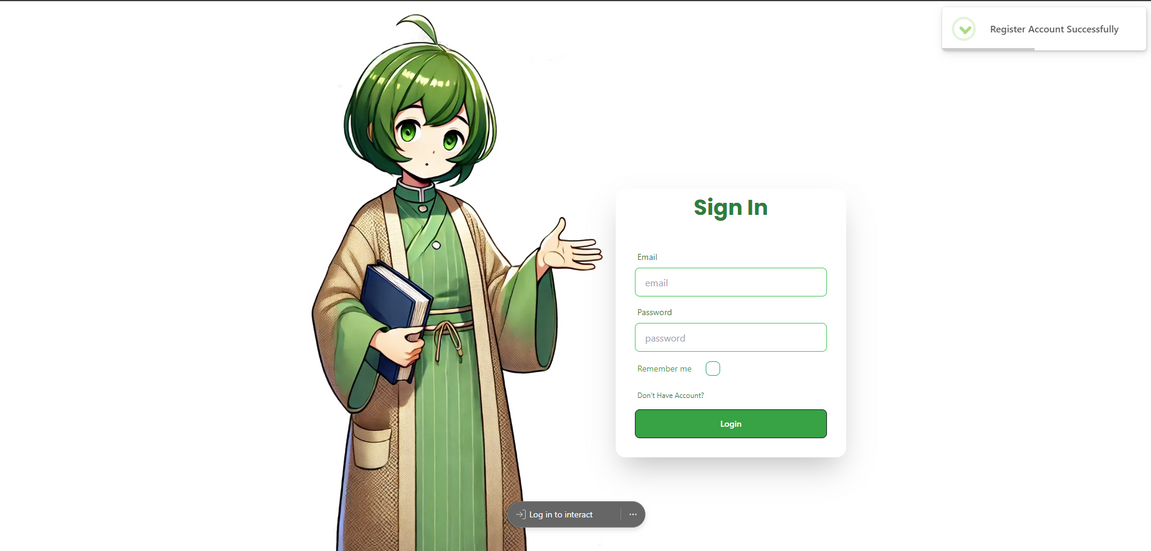 Register Account Successfully
Sign In
Email
email
Password
password
Remember me
Don't Have Account?
Login
Log in to interact